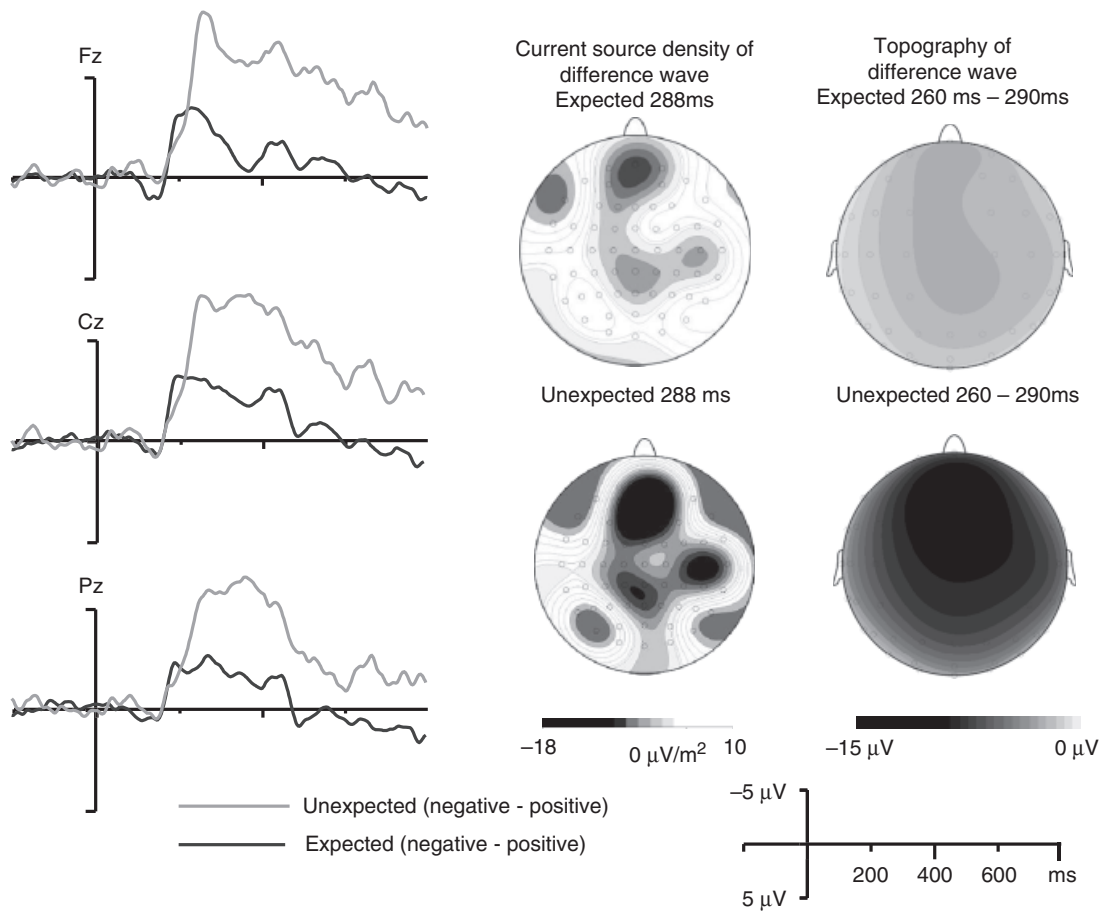 Fz
Cz
Pz
Current source density of
difference wave
Expected 288ms
Topography of
difference wave
Expected 260 ms – 290ms
Unexpected 288 ms
Unexpected 260 – 290ms
–18
0 μV/m²
10
–15 μV
0 μV
Unexpected (negative - positive)
Expected (negative - positive)
–5 μV
200
400
600
ms
5 μV